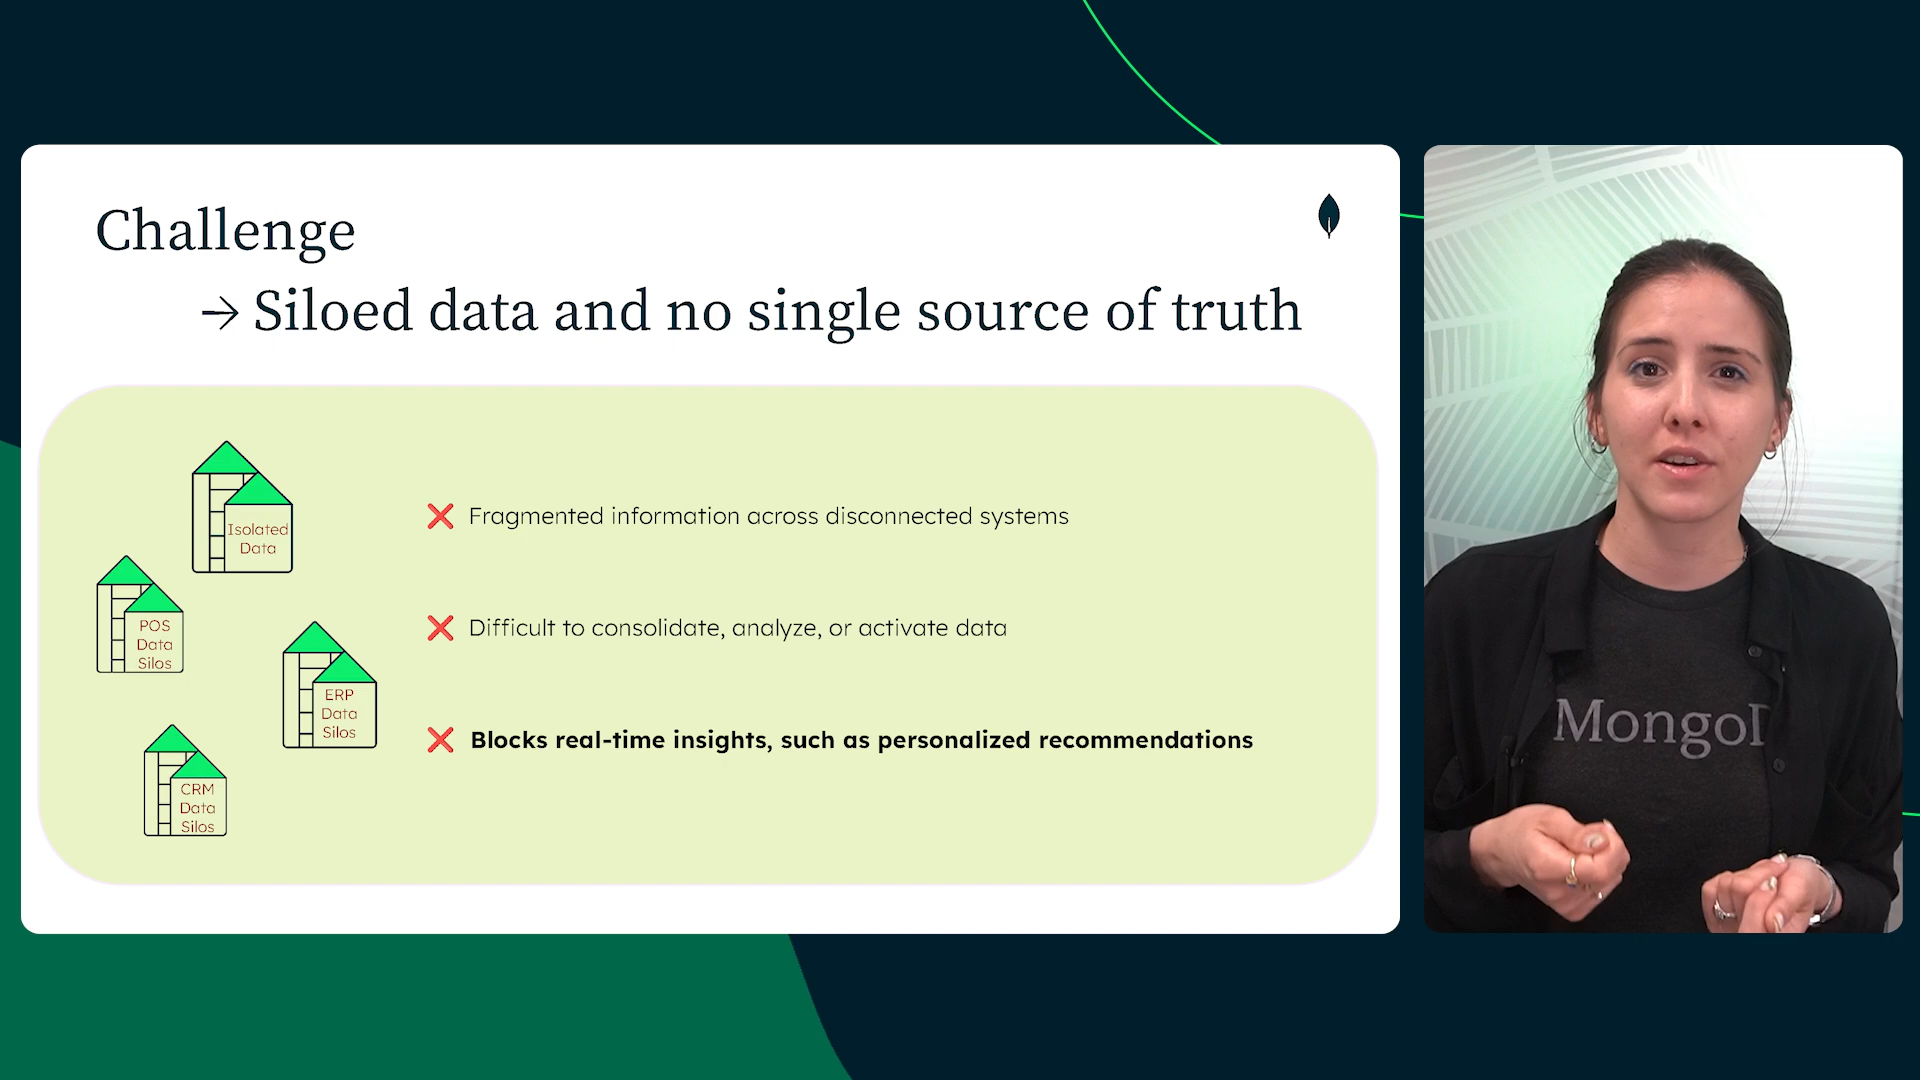 Challenge
→ Siloed data and no single source of truth
Isolated
Data
POS
Data
Silos
ERP
Data
Silos
CRM
Data
Silos
❌ Fragmented information across disconnected systems
❌ Difficult to consolidate, analyze, or activate data
❌ Blocks real-time insights, such as personalized recommendations
MongoD